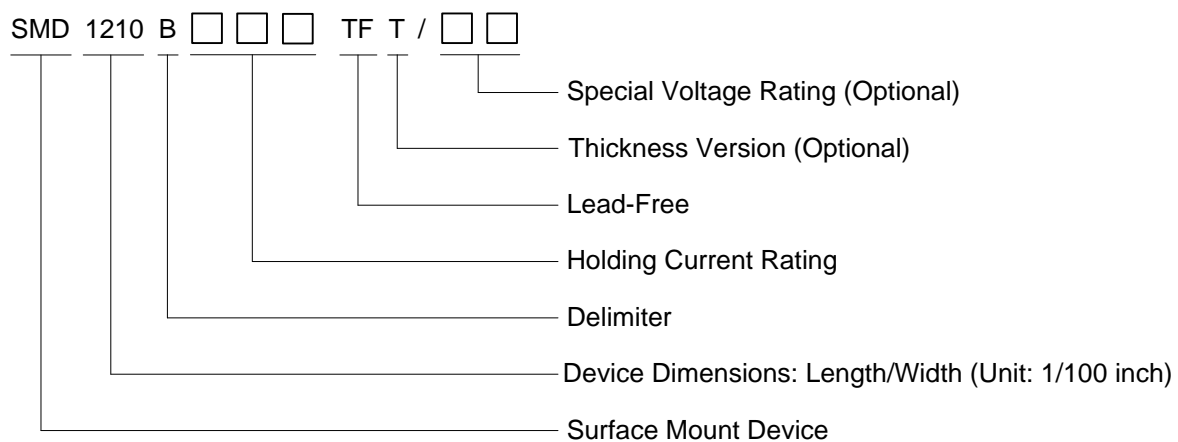 SMD 1210 B □ □ □ TF T / □ □
Special Voltage Rating (Optional)
Thickness Version (Optional)
Lead-Free
Holding Current Rating
Delimiter
Device Dimensions: Length/Width (Unit: 1/100 inch)
Surface Mount Device